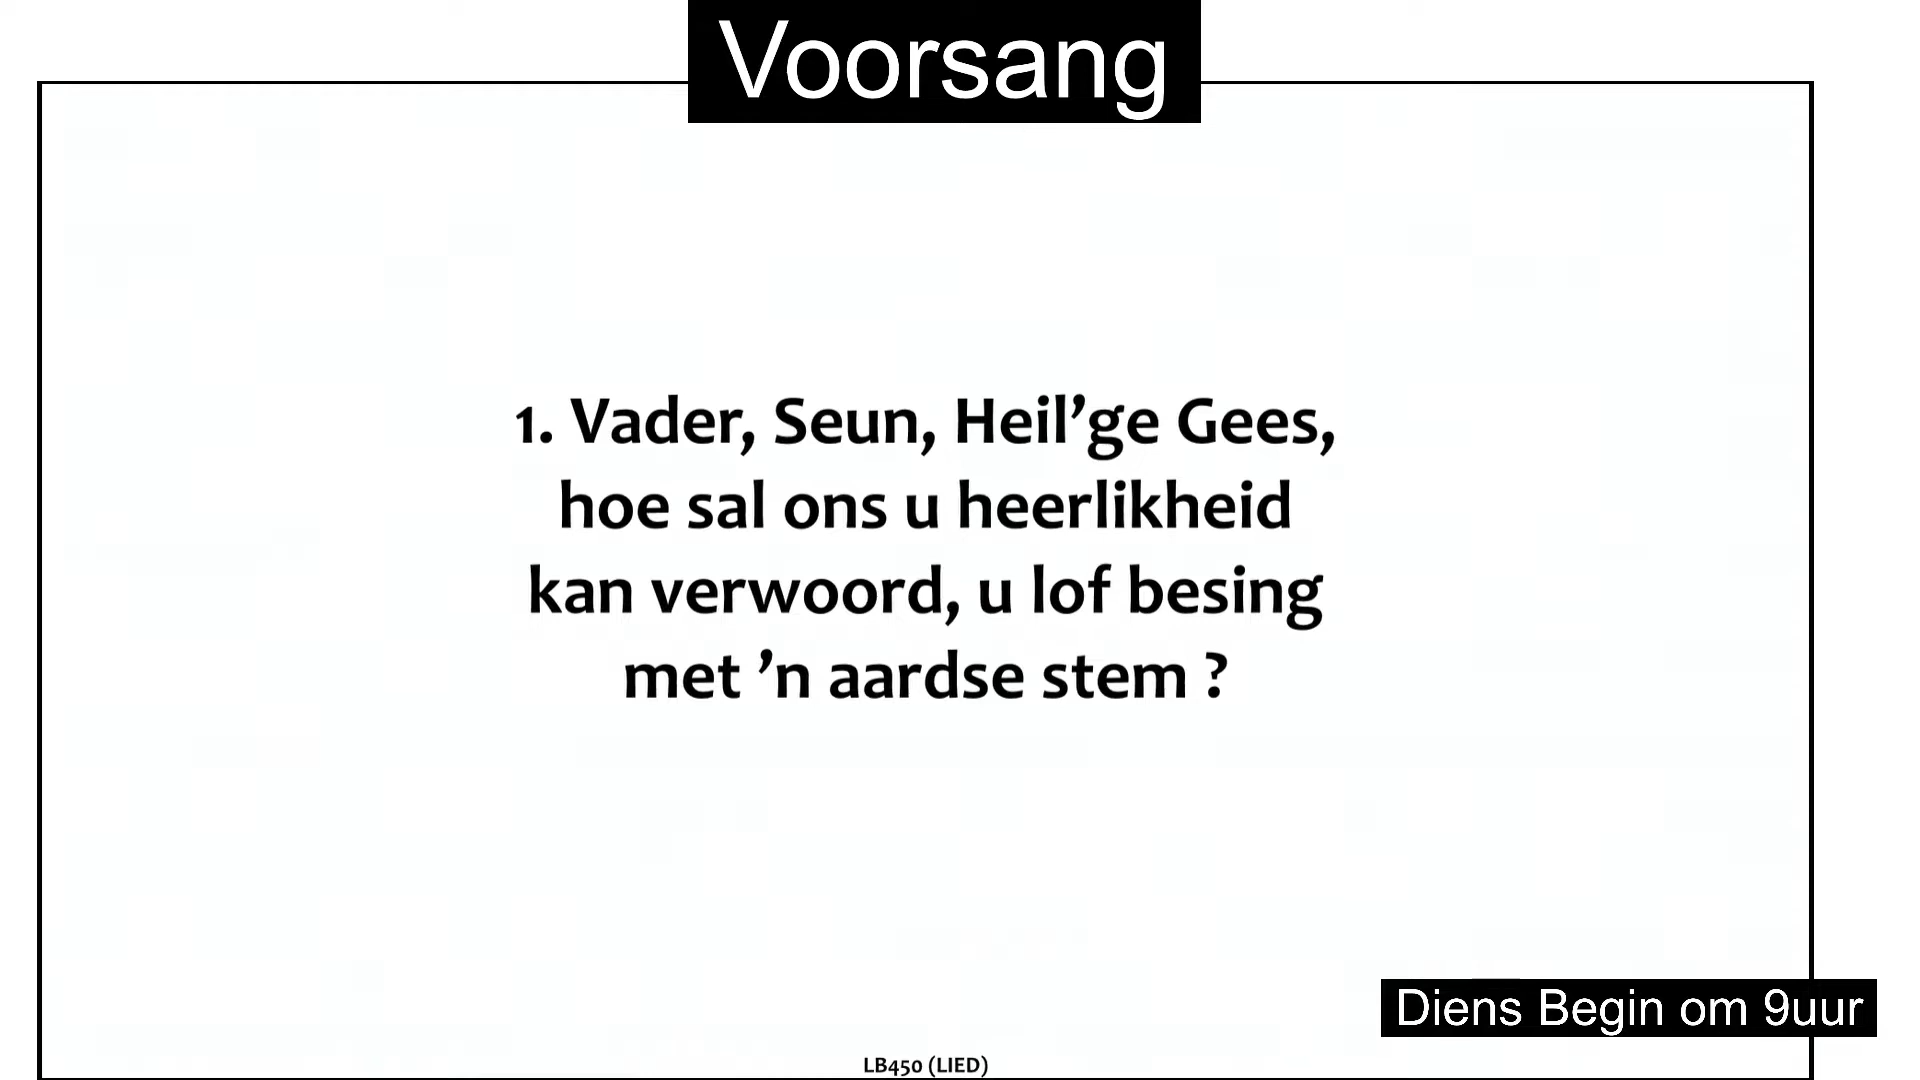 Voorsang
1. Vader, Seun, Heil’ge Gees,
hoe sal ons u heerlikheid
kan verwoord, u lof besing
met ’n aardse stem ?
Diens Begin om 9uur
LB450 (LIED)